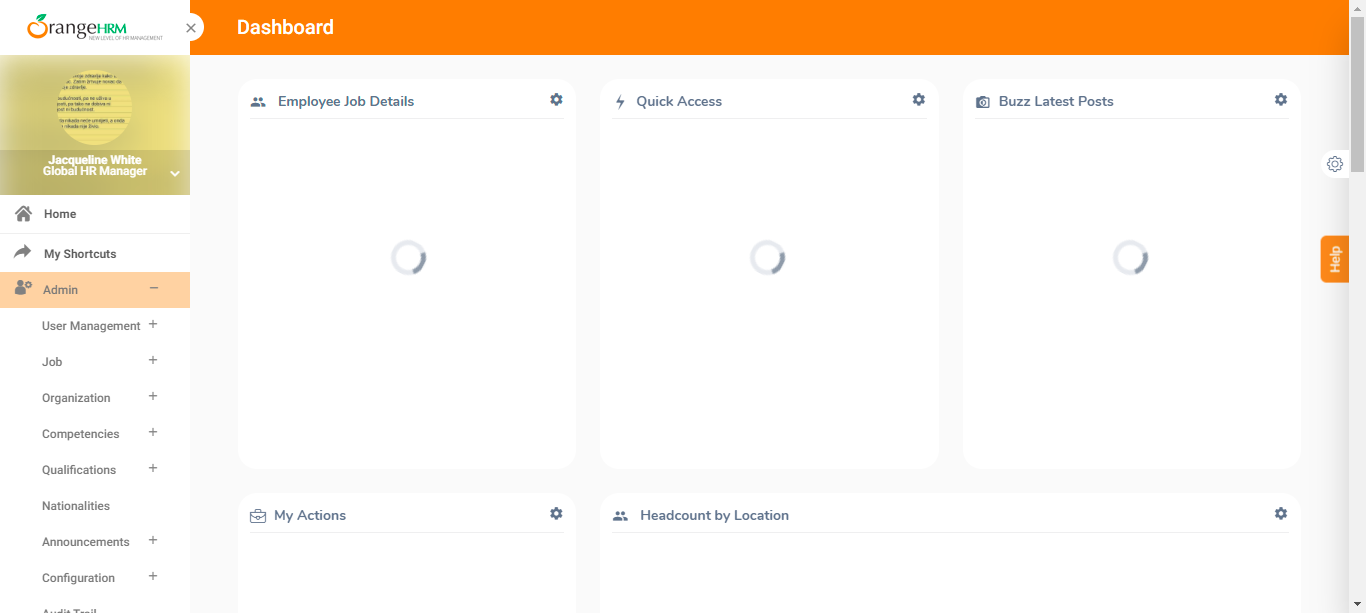 OrangeHRM
NEW LEVEL OF HR MANAGEMENT
Dashboard
Jacqueline White
Global HR Manager
Home
My Shortcuts
Admin
User Management
Job
Organization
Competencies
Qualifications
Nationalities
Announcements
Configuration
Audit Trail
Employee Job Details
Quick Access
Buzz Latest Posts
My Actions
Headcount by Location
Help